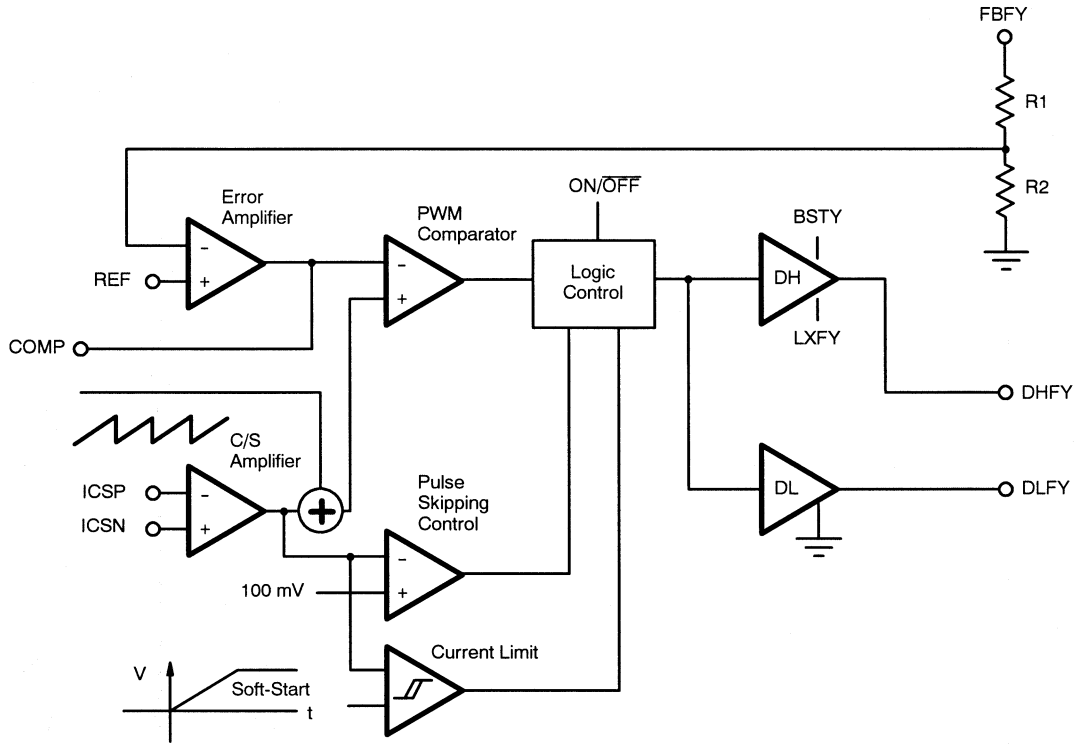 FBFY
R1
R2
ON/OFF
Error
Amplifier
PWM
Comparator
BSTY
−
+
REF
−
+
Logic
Control
DH
LXFY
COMP
DHFY
C/S
Amplifier
ICSP
ICSN
−
+
+
Pulse
Skipping
Control
DL
DLFY
100 mV
−
+
Current Limit
V
Soft-Start
t